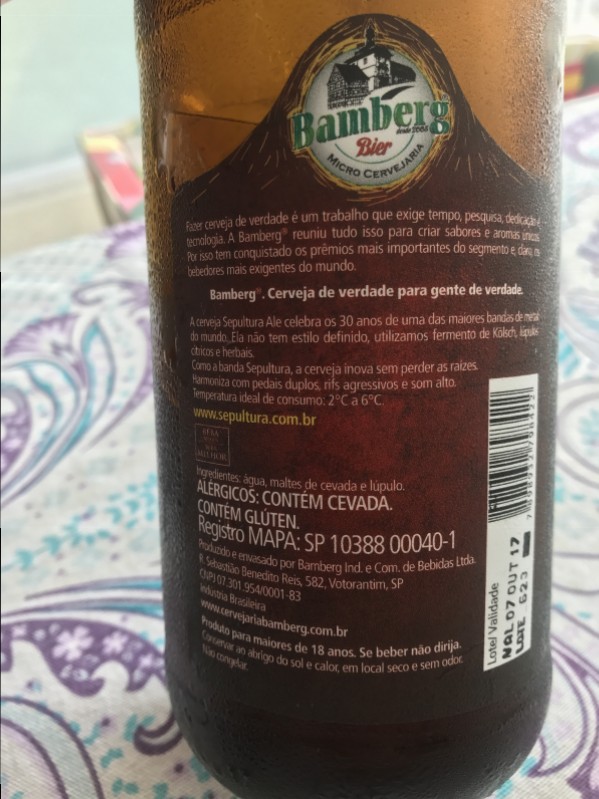 Bamberg
desde 2005
Bier
MICRO CERVEJARIA
Fazer cerveja de verdade é um trabalho que exige tempo, pesquisa, dedicação e
tecnologia. A Bamberg® reuniu tudo isso para criar sabores e aromas únicos.
Por isso tem conquistado os prêmios mais importantes do segmento e, claro, os
bebedores mais exigentes do mundo.
Bamberg®. Cerveja de verdade para gente de verdade.
A cerveja Sepultura Ale celebra os 30 anos de uma das maiores bandas de metal
do mundo. Ela não tem estilo definido, utilizamos fermento de Kölsch, lúpulos
cítricos e herbais.
Como a banda Sepultura, a cerveja inova sem perder as raízes.
Harmoniza com pedais duplos, rifs agressivos e som alto.
Temperatura ideal de consumo: 2°C a 6°C.
www.sepultura.com.br
Ingredientes: água, maltes de cevada e lúpulo.
ALÉRGICOS: CONTÉM CEVADA.
CONTÉM GLÚTEN.
Registro MAPA: SP 10388 00040-1
Produzido e envasado por Bamberg Ind. e Com. de Bebidas Ltda.
R. Sebastião Benedito Reis, 582, Votorantim, SP
CNPJ 07.301.954/0001-83
Indústria Brasileira
www.cervejariabamberg.com.br
Produto para maiores de 18 anos. Se beber não dirija.
Conservar ao abrigo do sol e calor, em local seco e sem odor.
Não congelar.
Lote/Validade
VAL 07 OUT 17
LOTE 623